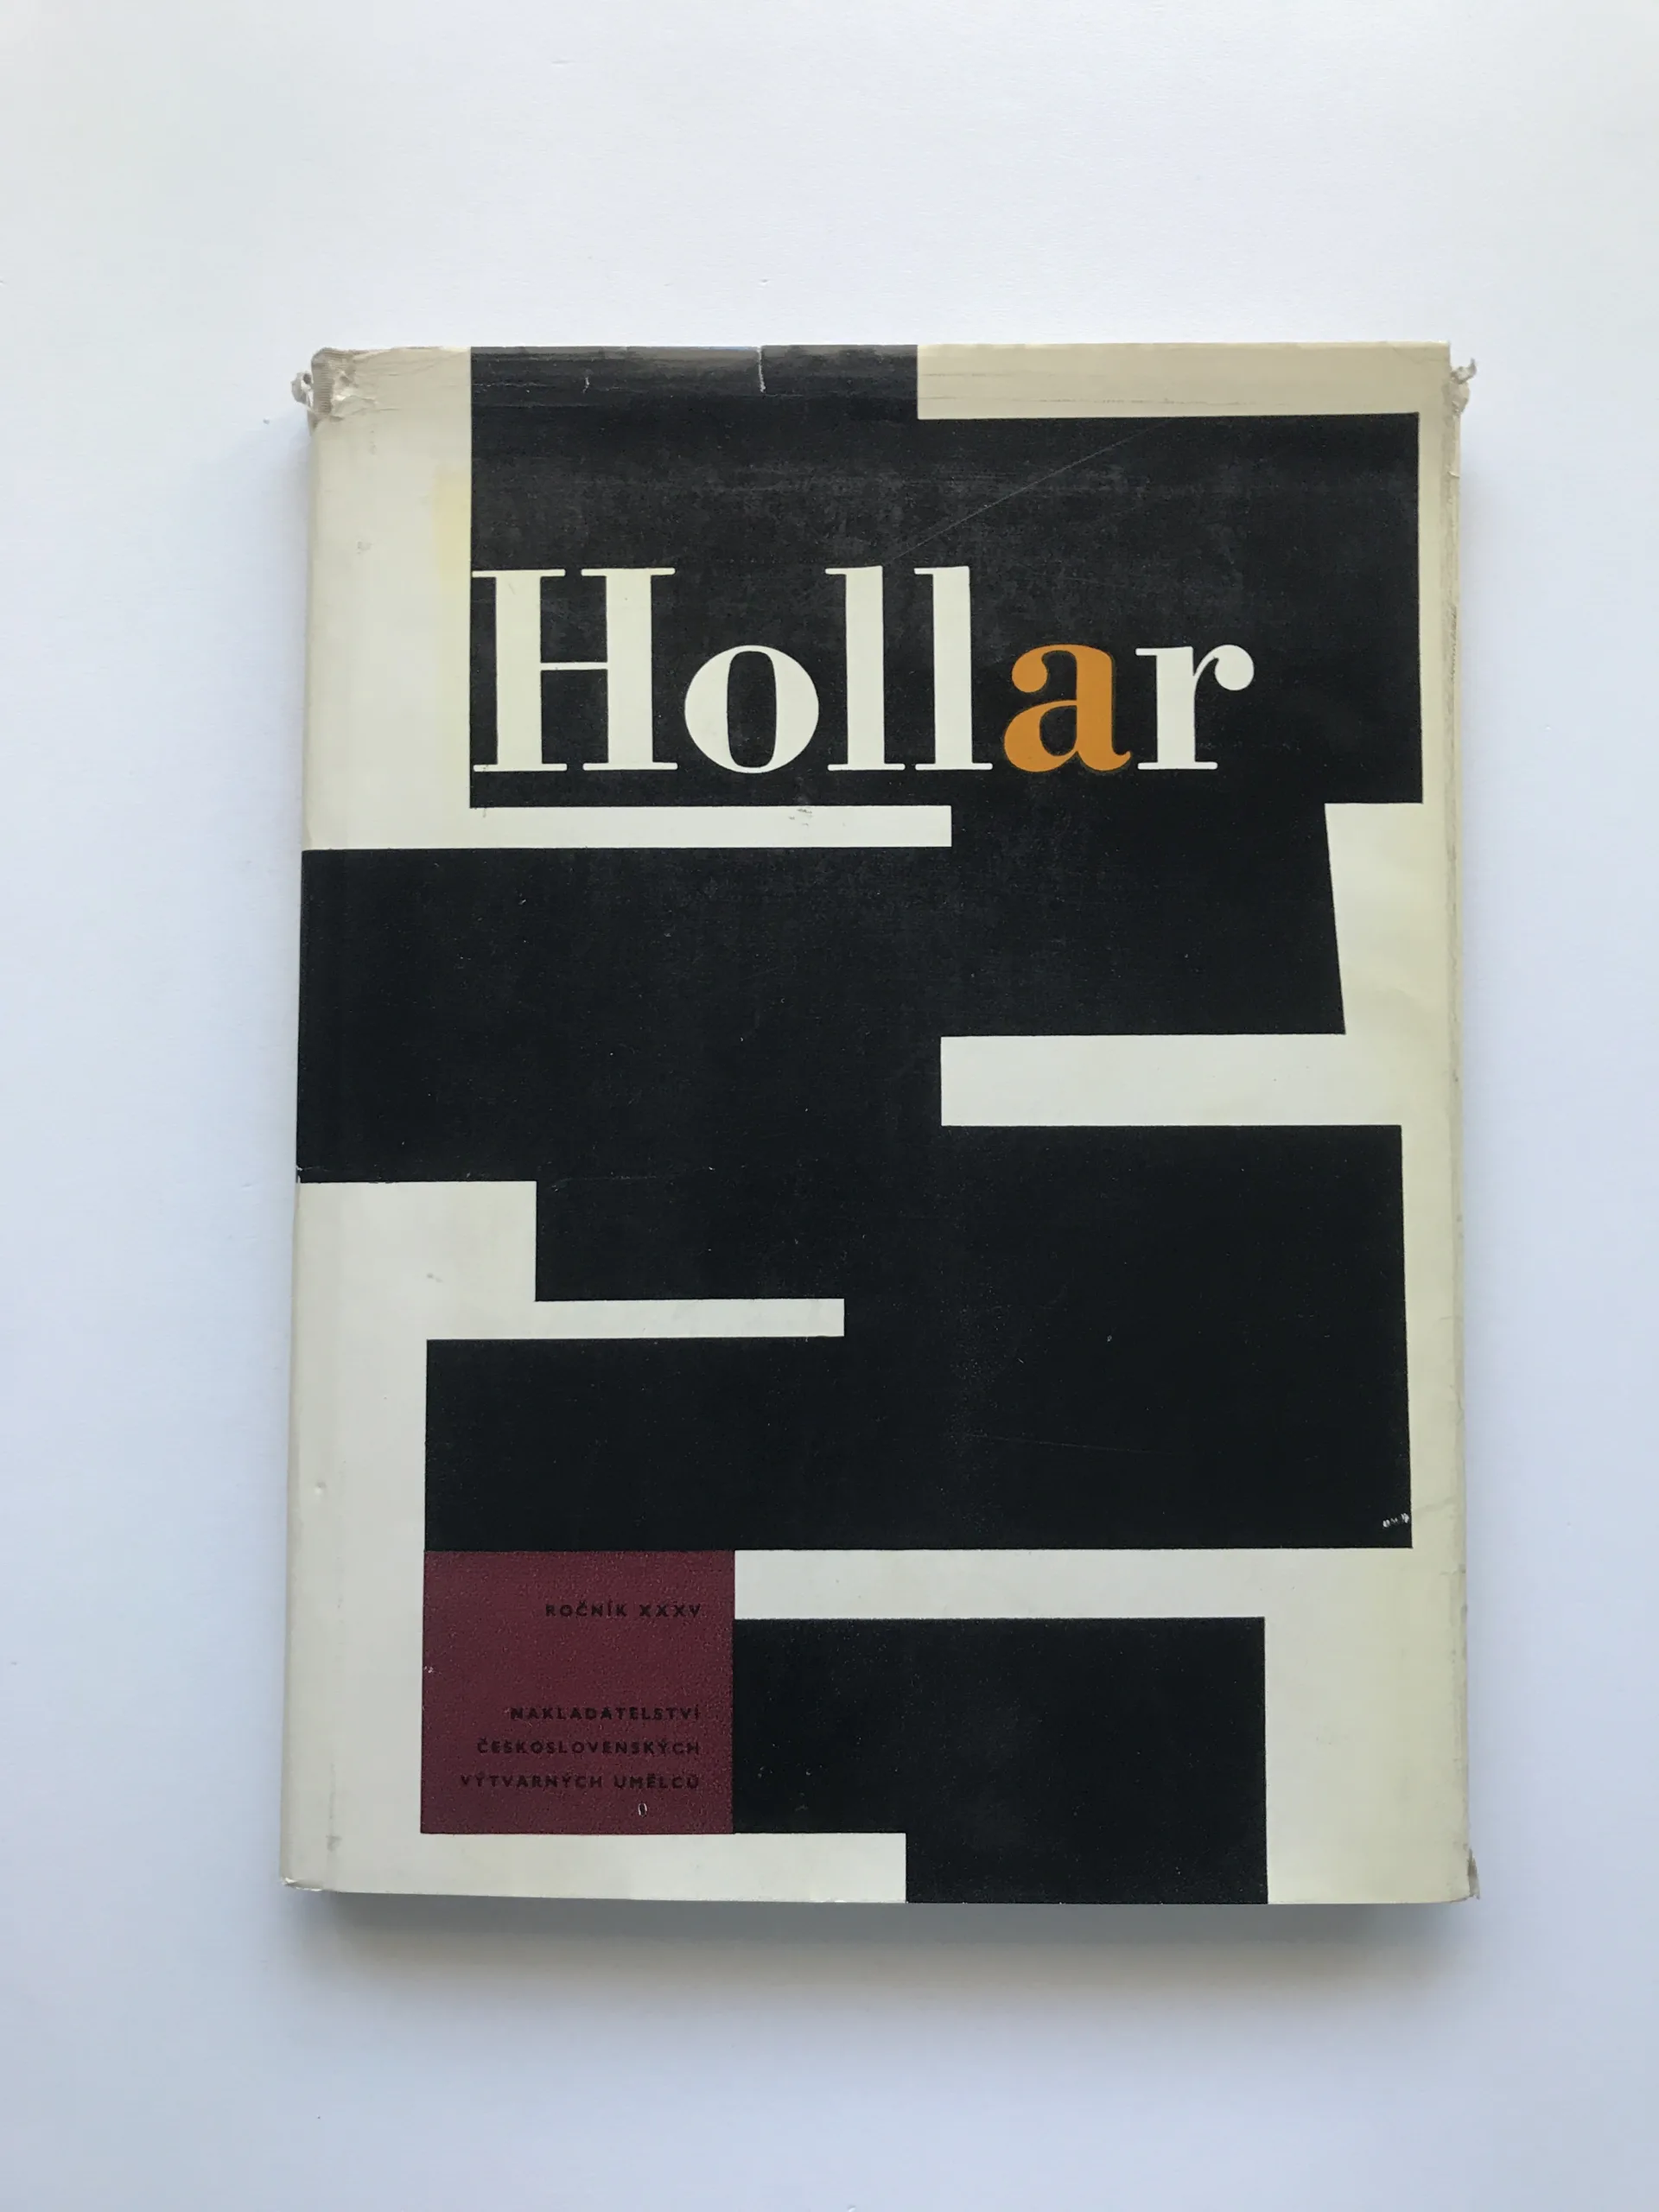 Hollar
ROČNÍK XXXV
NAKLADATELSTVÍ
ČESKOSLOVENSKÝCH
VÝTVARNÝCH UMĚLCŮ